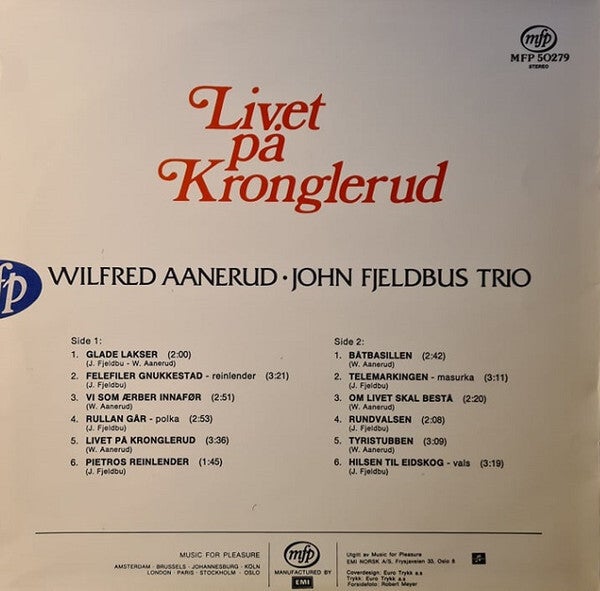 mfp
MFP 50279
STEREO
Livet
på
Kronglerud
fp
WILFRED AANERUD · JOHN FJELDBUS TRIO
Side 1:
1. GLADE LAKSER (2:00)
(J. Fjeldbu - W. Aanerud)
2. FELEFILER GNUKKESTAD - reinlender (3:21)
(J. Fjeldbu)
3. VI SOM ÆRBER INNAFØR (2:51)
(W. Aanerud)
4. RULLAN GÅR - polka (2:53)
(J. Fjeldbu)
5. LIVET PÅ KRONGLERUD (3:36)
(W. Aanerud)
6. PIETROS REINLENDER (1:45)
(J. Fjeldbu)
Side 2:
1. BÅTBASILLEN (2:42)
(W. Aanerud)
2. TELEMARKINGEN - masurka (3:11)
(J. Fjeldbu)
3. OM LIVET SKAL BESTÅ (2:20)
(W. Aanerud)
4. RUNDVALSEN (2:08)
(J. Fjeldbu)
5. TYRISTUBBEN (3:09)
(W. Aanerud)
6. HILSEN TIL EIDSKOG - vals (3:19)
(J. Fjeldbu)
MUSIC FOR PLEASURE
AMSTERDAM · BRUSSELS · JOHANNESBURG · KÖLN
LONDON · PARIS · STOCKHOLM · OSLO
mfp
MANUFACTURED BY
EMI
Utgitt av Music for Pleasure
EMI NORSK A/S, Frysjaveien 30, Oslo 8
Coverdesign: Euro Trykk a.s
Trykk: Euro Trykk a.s
Forsidefoto: Robert Meyer